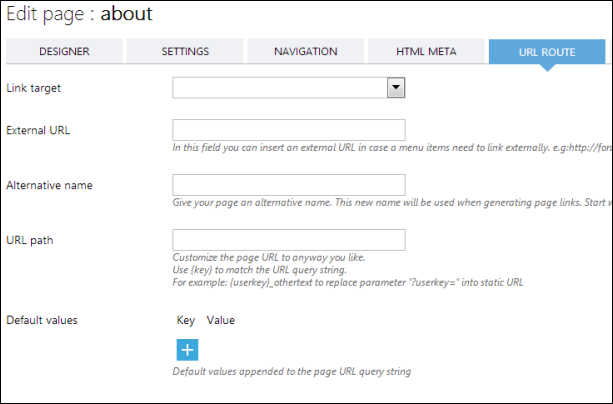 Edit page : about
DESIGNER SETTINGS NAVIGATION HTML META URL ROUTE
Link target
External URL
In this field you can insert an external URL in case a menu items need to link externally. e.g:http://
Alternative name
Give your page an alternative name. This new name will be used when generating page links. Start
URL path
Customize the page URL to anyway you like.
Use {key} to match the URL query string.
For example: {userkey}_othertext to replace parameter "?userkey=" into static URL
Default values Key Value
+
Default values appended to the page URL query string